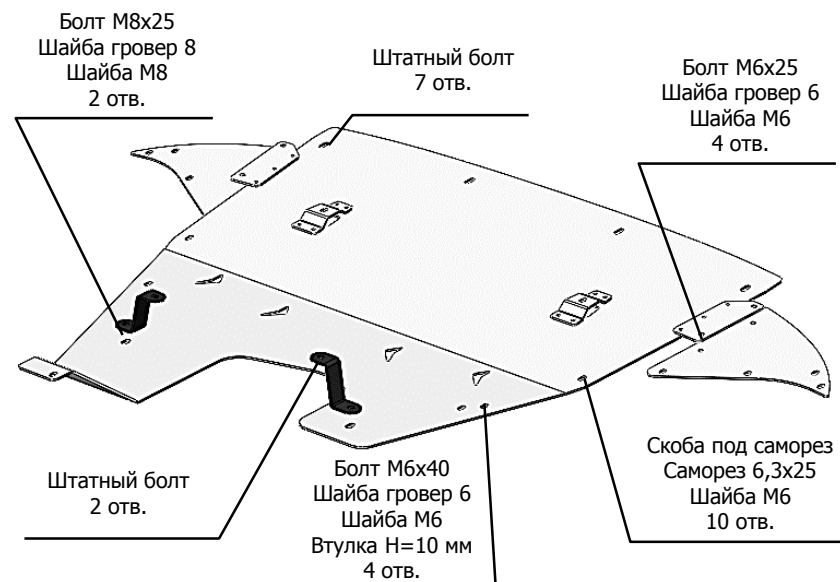 Болт М8х25
Шайба гровер 8
Шайба М8
2 отв.
Штатный болт
7 отв.
Болт М6х25
Шайба гровер 6
Шайба М6
4 отв.
Штатный болт
2 отв.
Болт М6х40
Шайба гровер 6
Шайба М6
Втулка Н=10 мм
4 отв.
Скоба под саморез
Саморез 6,3х25
Шайба М6
10 отв.